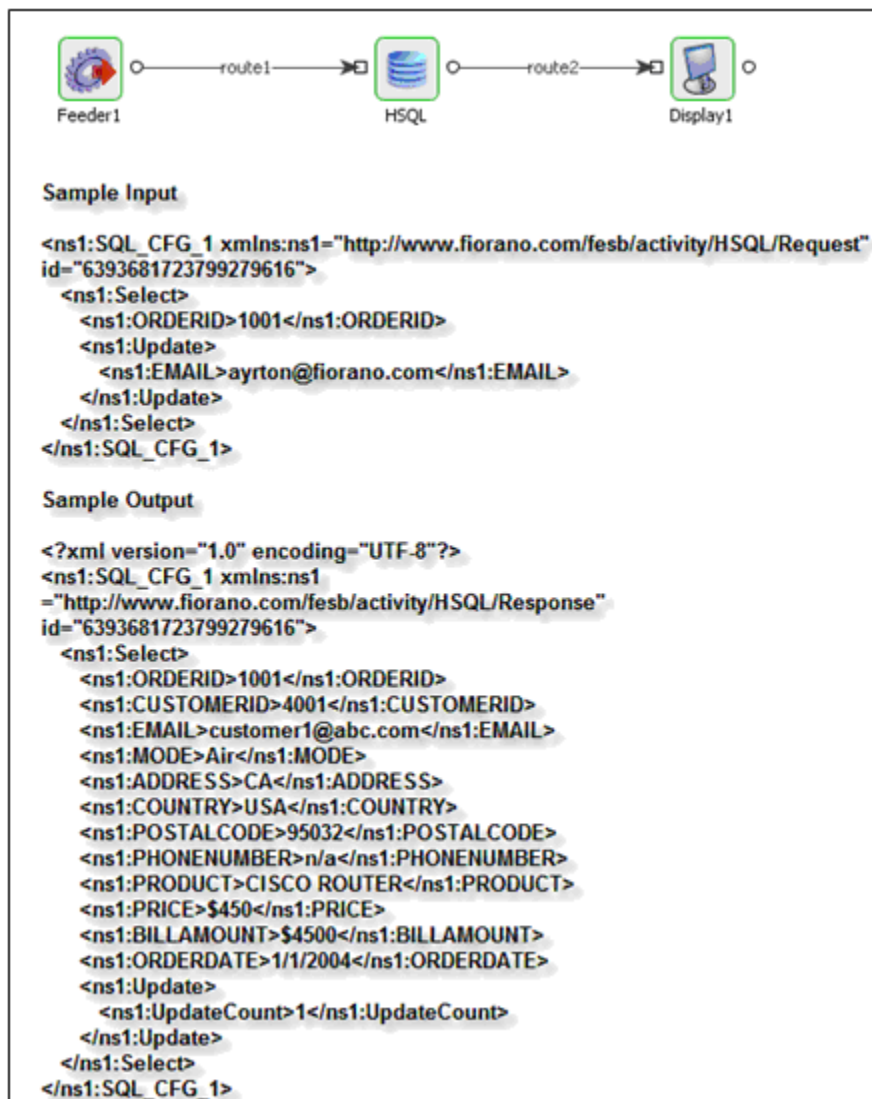 route1
route2
Feeder1
HSQL
Display1
Sample Input
<ns1:SQL_CFG_1 xmlns:ns1="http://www.fiorano.com/fesb/activity/HSQL/Request"
id="6393681723799279616">
<ns1:Select>
<ns1:ORDERID>1001</ns1:ORDERID>
<ns1:Update>
<ns1:EMAIL>ayrton@fiorano.com</ns1:EMAIL>
</ns1:Update>
</ns1:Select>
</ns1:SQL_CFG_1>
Sample Output
<?xml version="1.0" encoding="UTF-8"?>
<ns1:SQL_CFG_1 xmlns:ns1
="http://www.fiorano.com/fesb/activity/HSQL/Response"
id="6393681723799279616">
<ns1:Select>
<ns1:ORDERID>1001</ns1:ORDERID>
<ns1:CUSTOMERID>4001</ns1:CUSTOMERID>
<ns1:EMAIL>customer1@abc.com</ns1:EMAIL>
<ns1:MODE>Air</ns1:MODE>
<ns1:ADDRESS>CA</ns1:ADDRESS>
<ns1:COUNTRY>USA</ns1:COUNTRY>
<ns1:POSTALCODE>95032</ns1:POSTALCODE>
<ns1:PHONENUMBER>n/a</ns1:PHONENUMBER>
<ns1:PRODUCT>CISCO ROUTER</ns1:PRODUCT>
<ns1:PRICE>$450</ns1:PRICE>
<ns1:BILLAMOUNT>$4500</ns1:BILLAMOUNT>
<ns1:ORDERDATE>1/1/2004</ns1:ORDERDATE>
<ns1:Update>
<ns1:UpdateCount>1</ns1:UpdateCount>
</ns1:Update>
</ns1:Select>
</ns1:SQL_CFG_1>